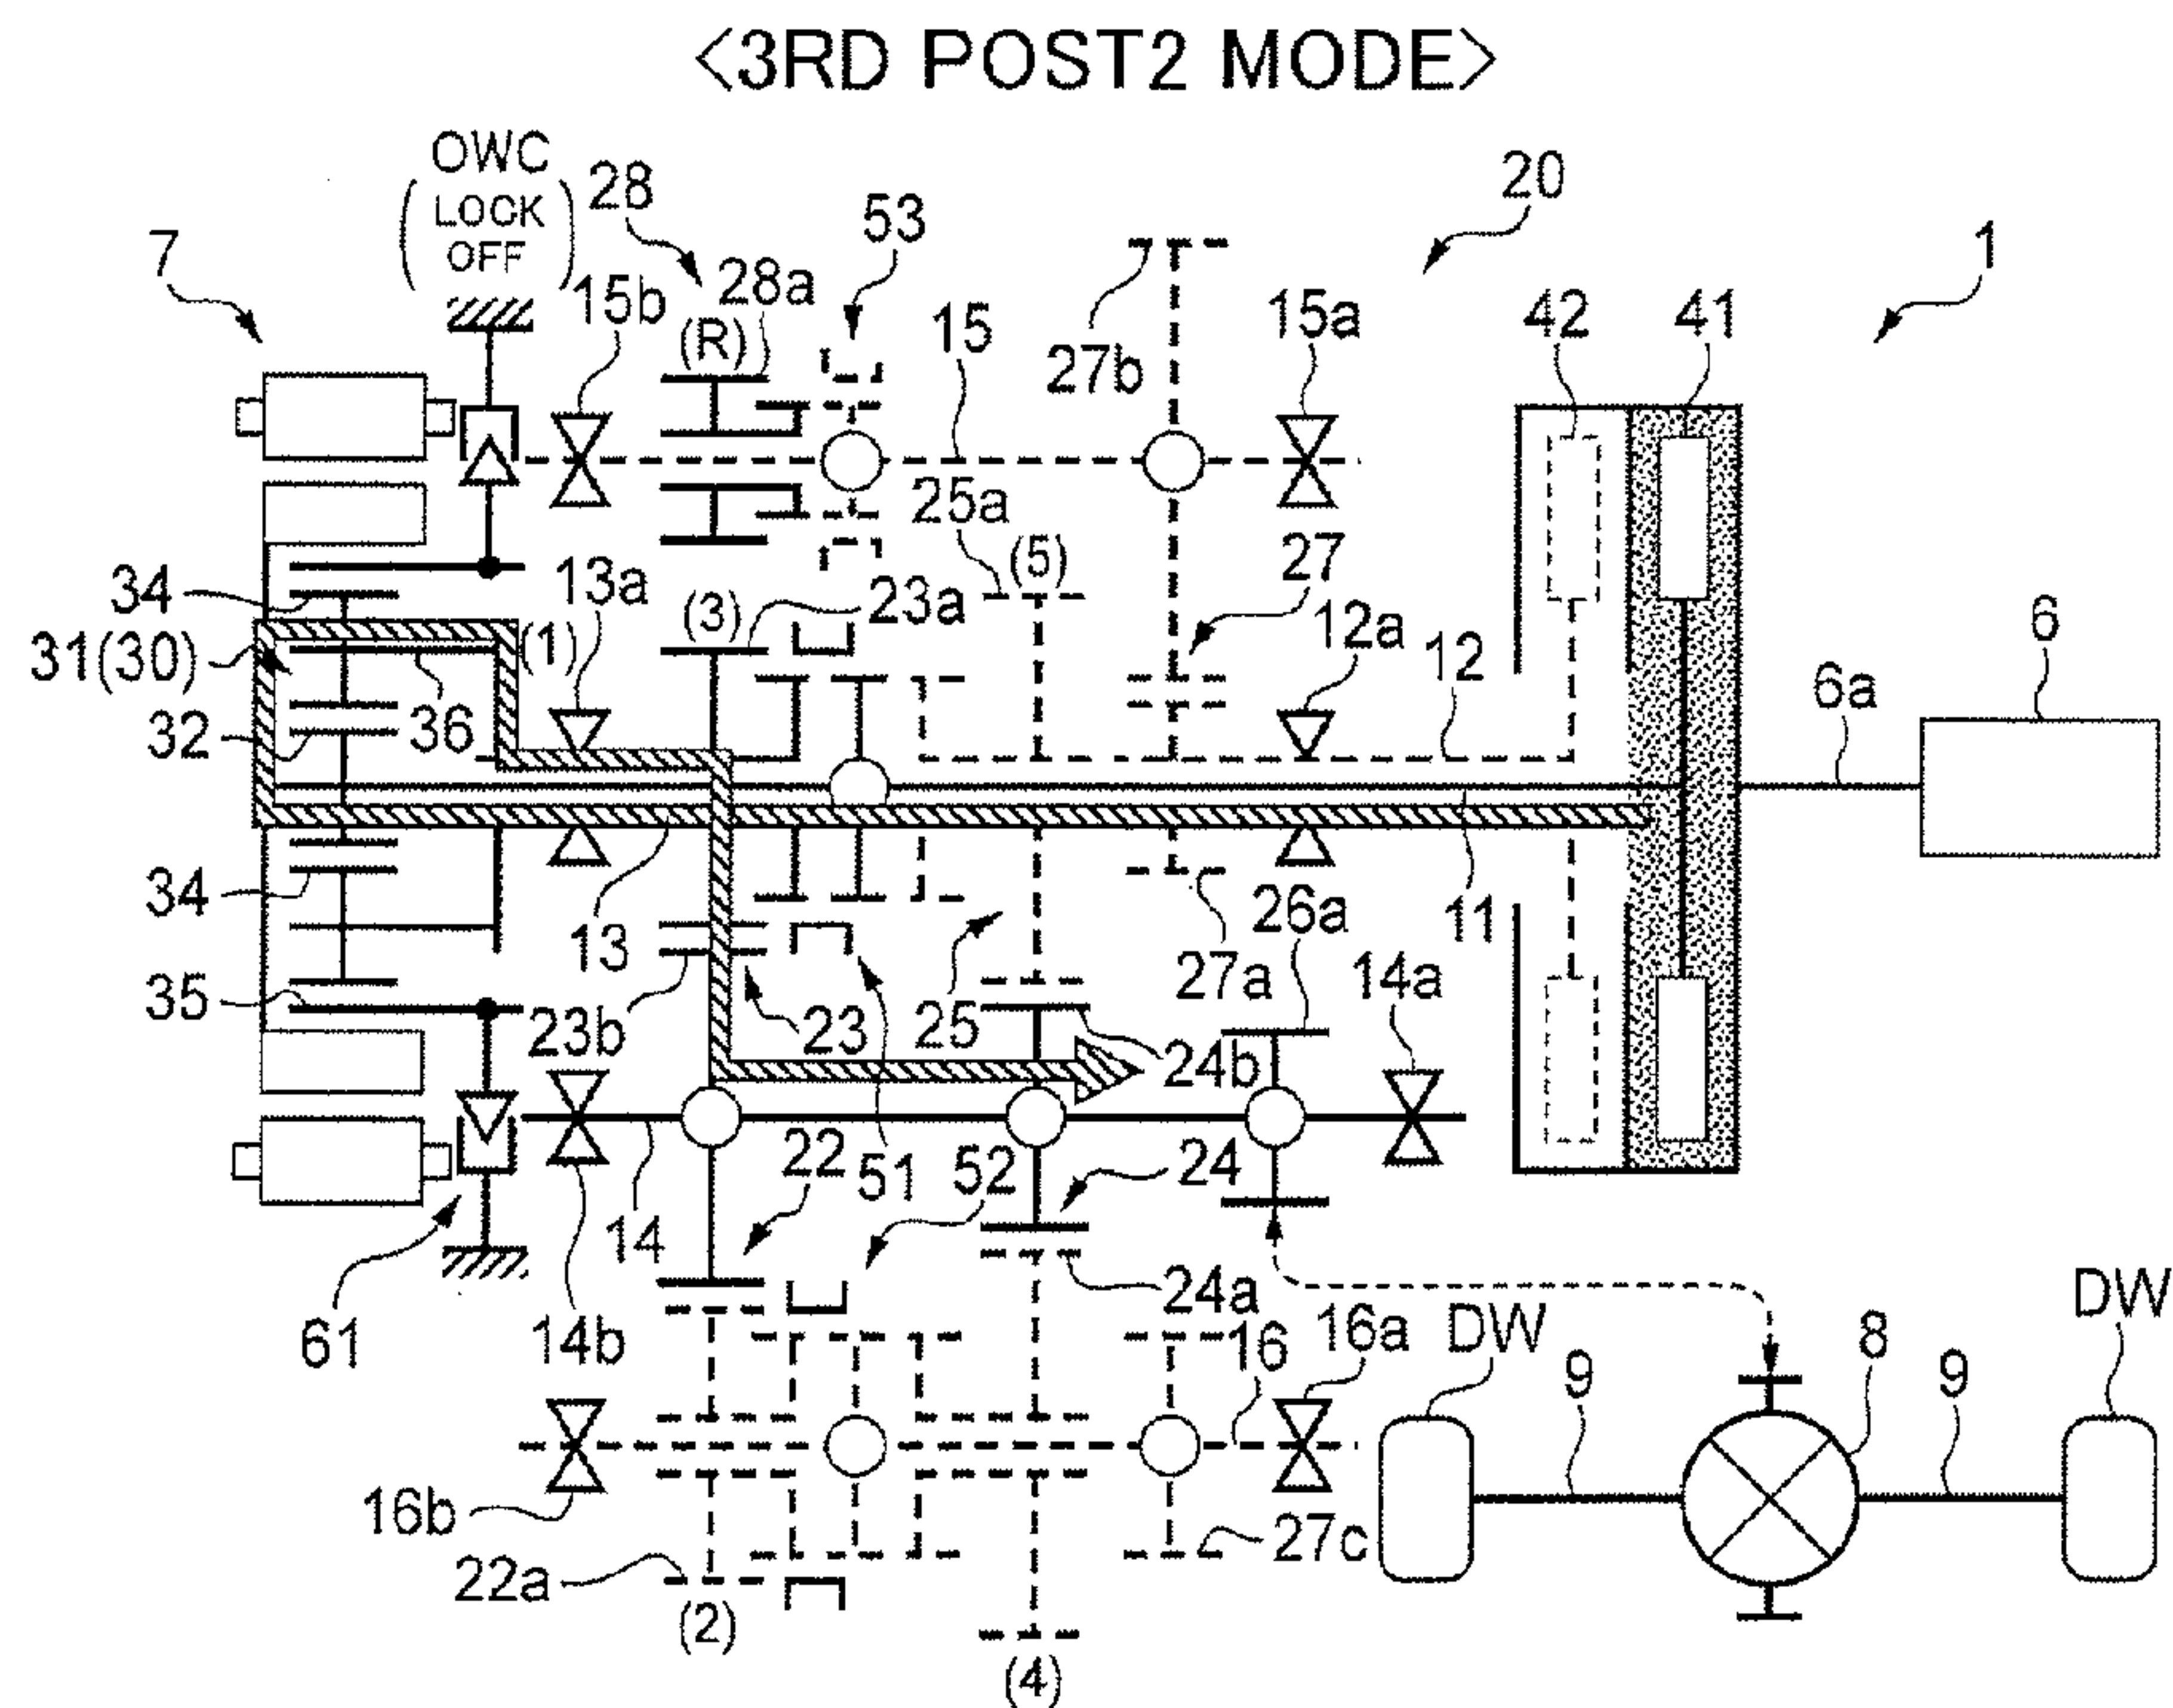 <3RD POST2 MODE>
OWC
(LOCK
OFF)
28
20
53
7
1
28a
15b
(R)
15
15a
42
41
27b
25a
(5)
27
13a
34
(3)
23a
12a
6
31(30)
(1)
12
6a
32
36
34
13
26a
11
27a
14a
35
23b
23
25
24b
22
51
52
24
14
24a
DW
61
14b
16
16a
DW
8
9
9
16b
27c
22a
(2)
(4)